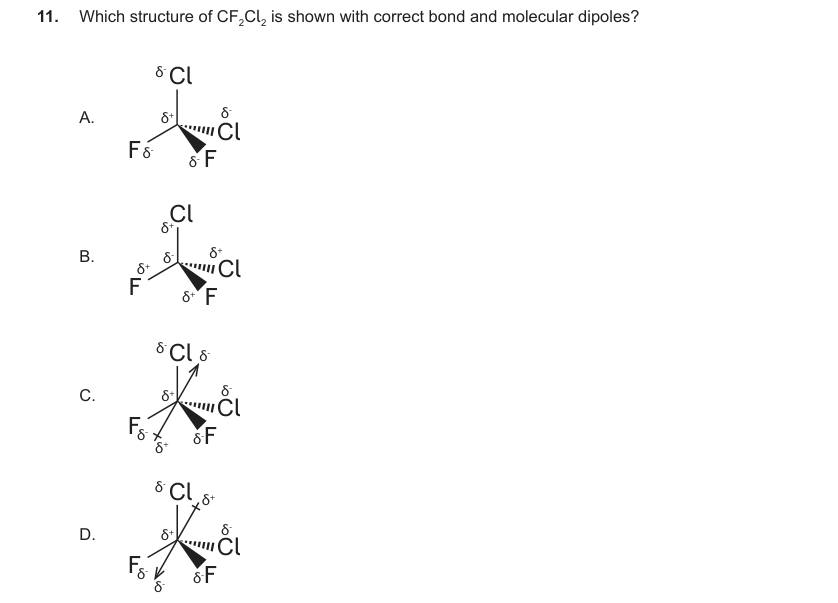 11. Which structure of CF₂Cl₂ is shown with correct bond and molecular dipoles?
δ⁻ Cl
A. δ⁺ δ⁻
Cl
F δ⁻ δ⁻ F
Cl
δ⁺
B. δ⁻ δ⁺
δ⁺ Cl
F δ⁺ F
δ⁻ Cl δ⁻
C. δ⁺ δ⁻
Cl
F δ⁻ δ⁻ F
δ⁺
δ⁻ Cl δ⁺
D. δ⁺ δ⁻
Cl
F δ⁻ δ⁻ F
δ⁻